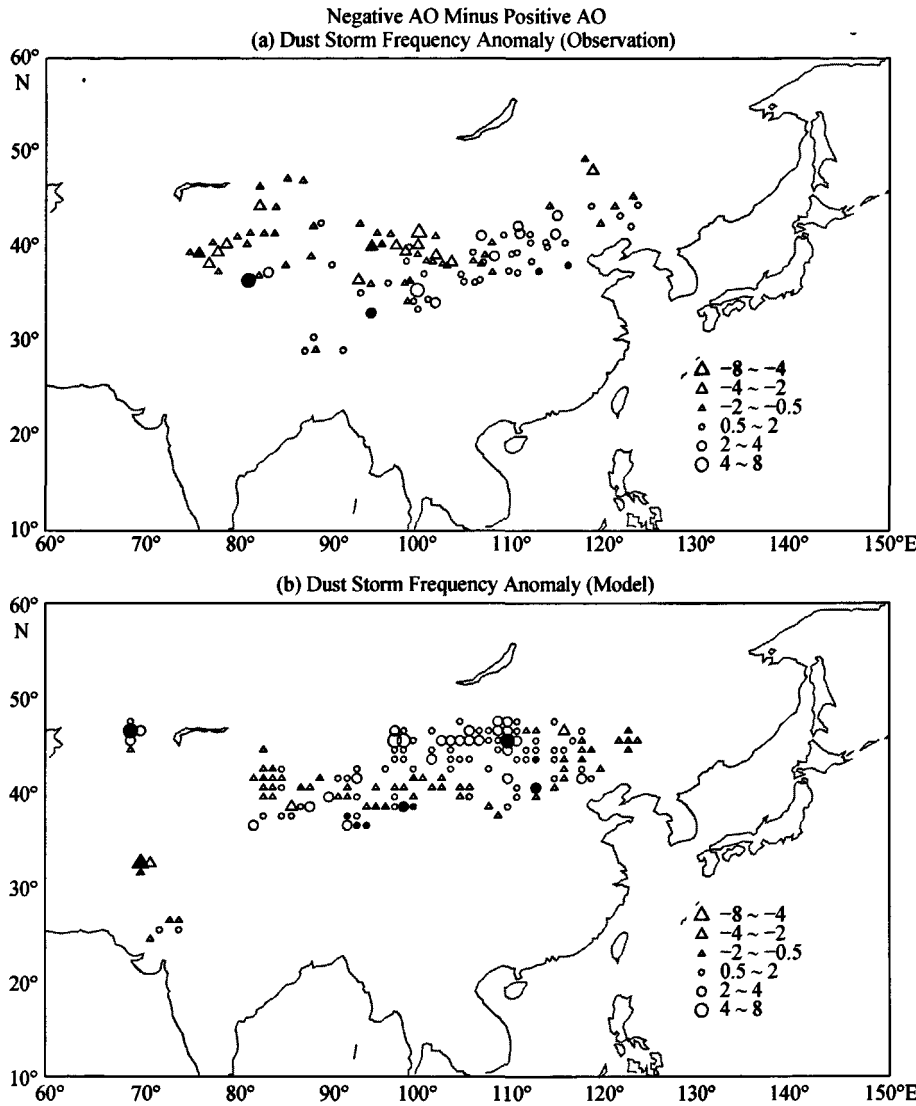 Negative AO Minus Positive AO
(a) Dust Storm Frequency Anomaly (Observation)
60°
N
50°
40°
30°
20°
10°
−8 ~ −4
−4 ~ −2
−2 ~ −0.5
0.5 ~ 2
2 ~ 4
4 ~ 8
60° 70° 80° 90° 100° 110° 120° 130° 140° 150°E
(b) Dust Storm Frequency Anomaly (Model)
60°
N
50°
40°
30°
20°
10°
−8 ~ −4
−4 ~ −2
−2 ~ −0.5
0.5 ~ 2
2 ~ 4
4 ~ 8
60° 70° 80° 90° 100° 110° 120° 130° 140° 150°E